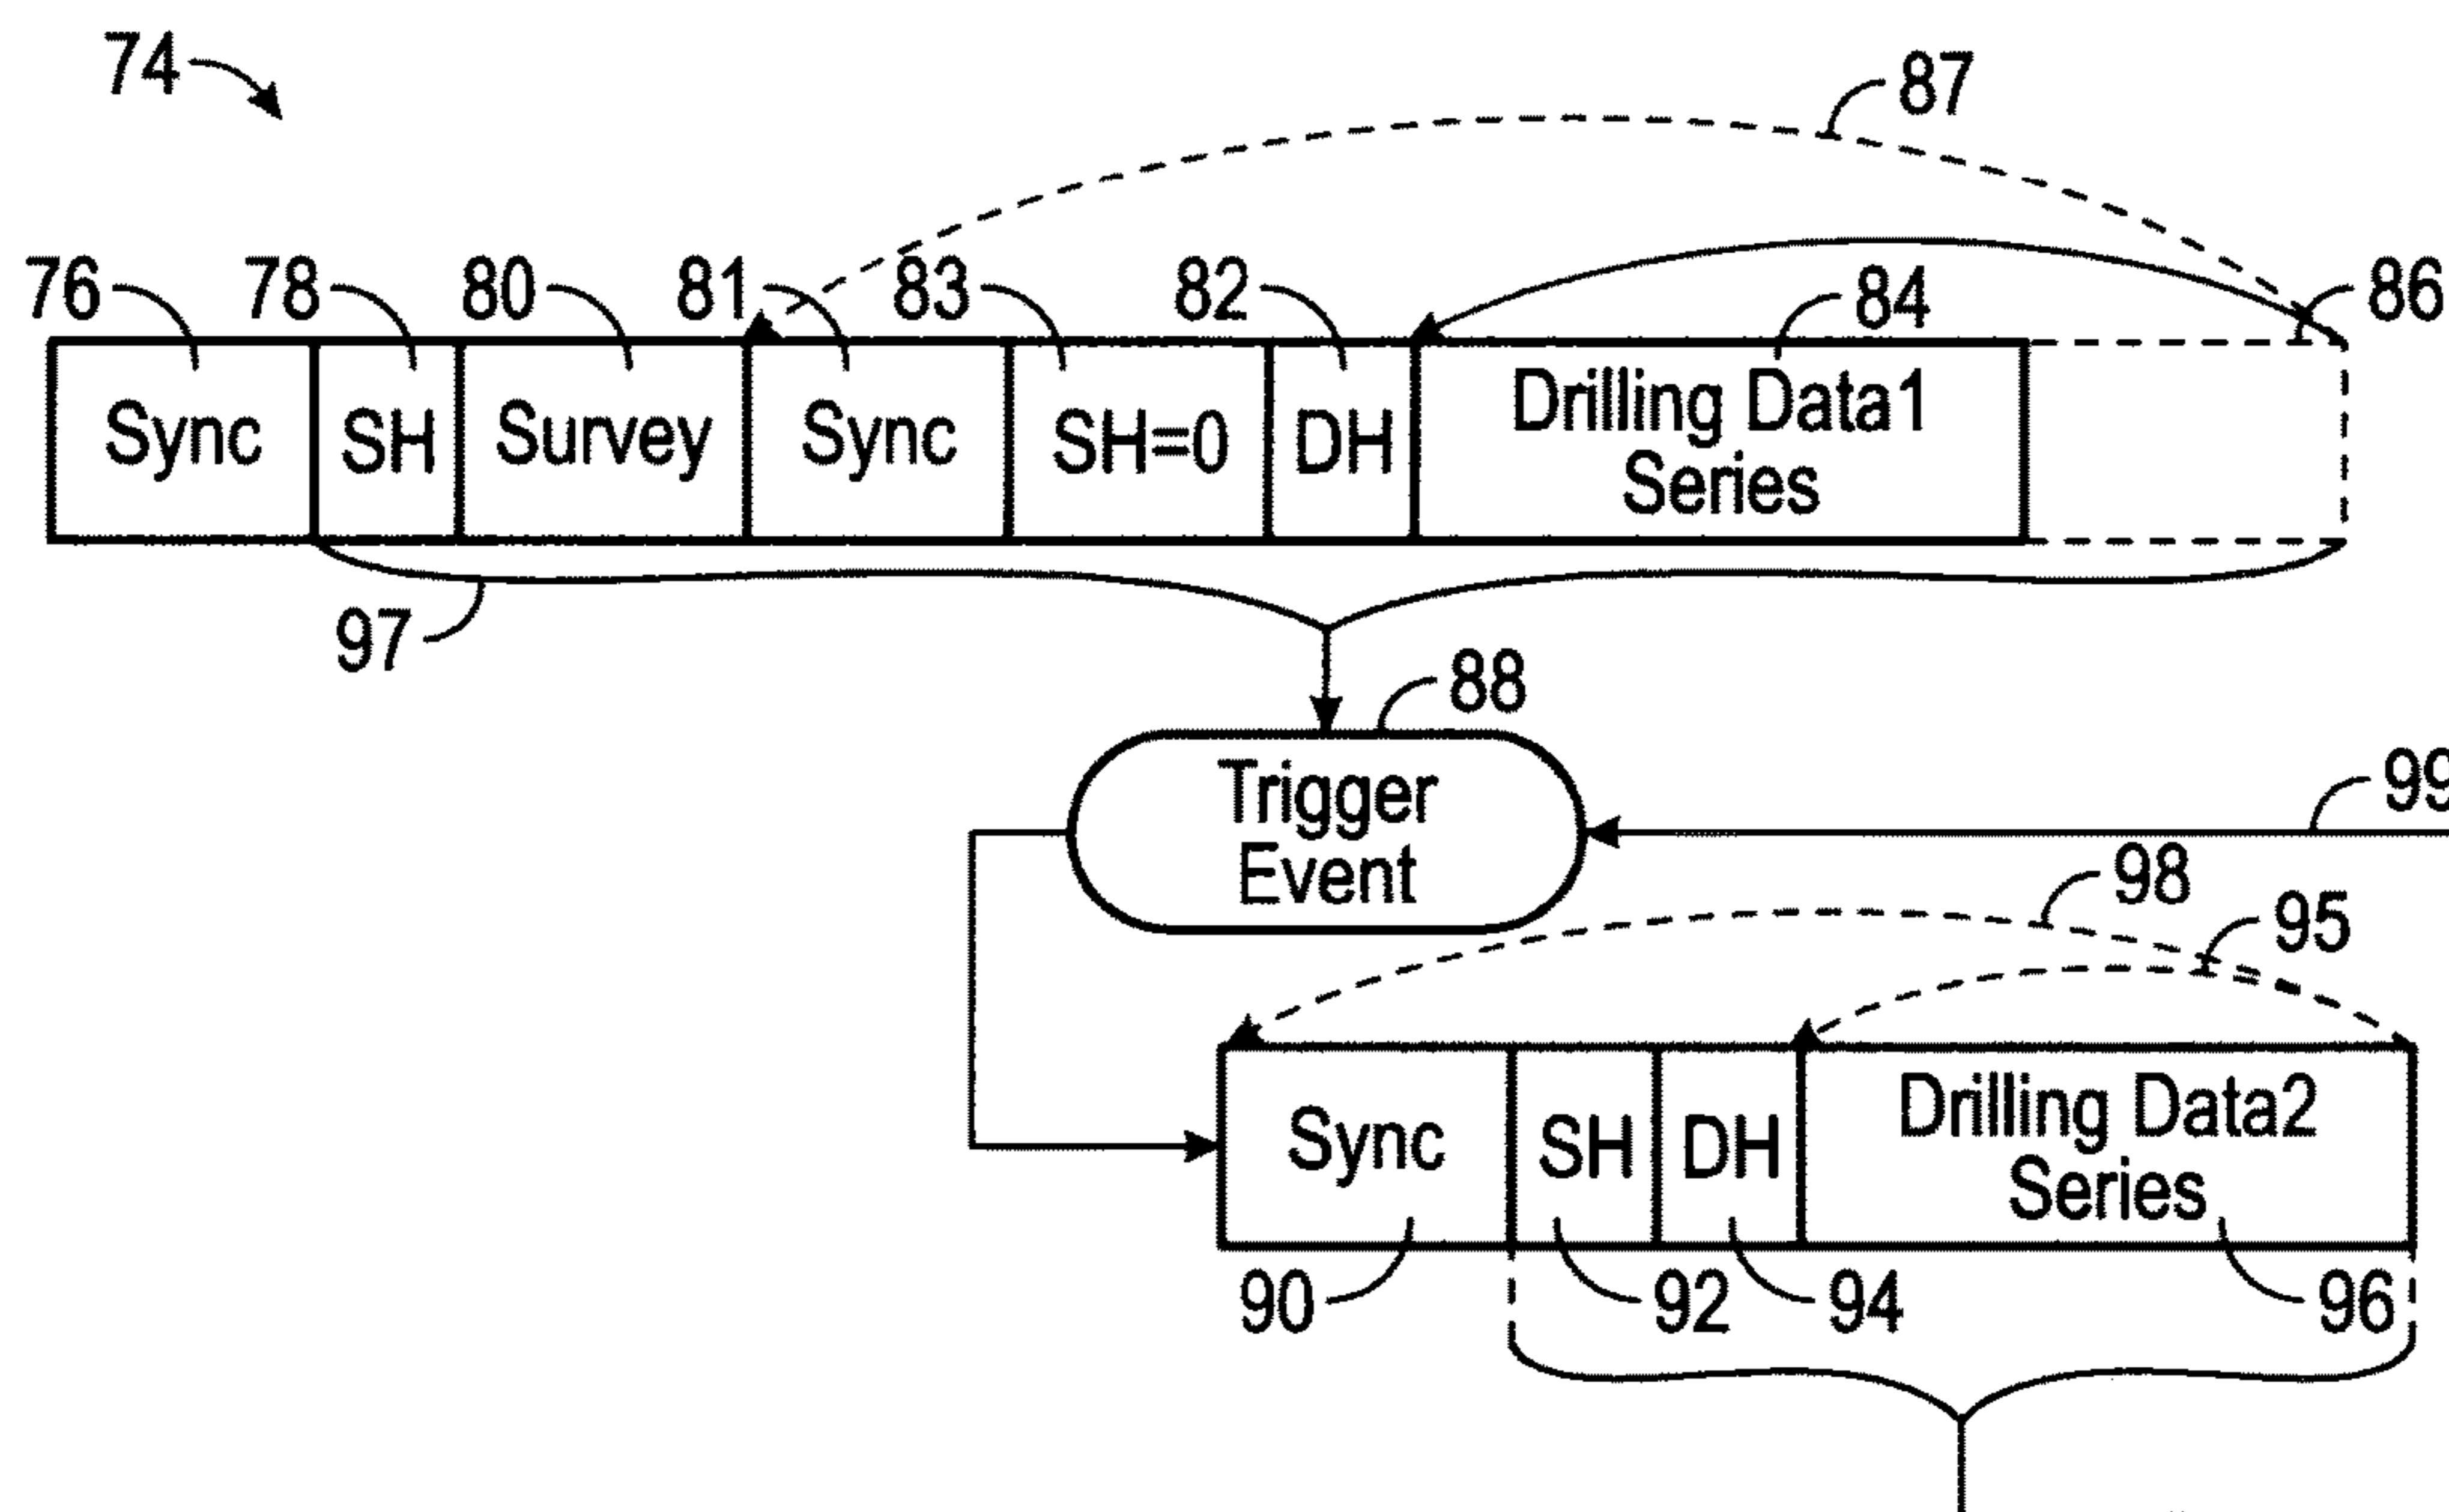 74
87
76 78 80 81 83 82 84 86
Sync SH Survey Sync SH=0 DH Drilling Data1
Series
97
88
Trigger
Event
99
98
95
Sync SH DH Drilling Data2
Series
90 92 94 96